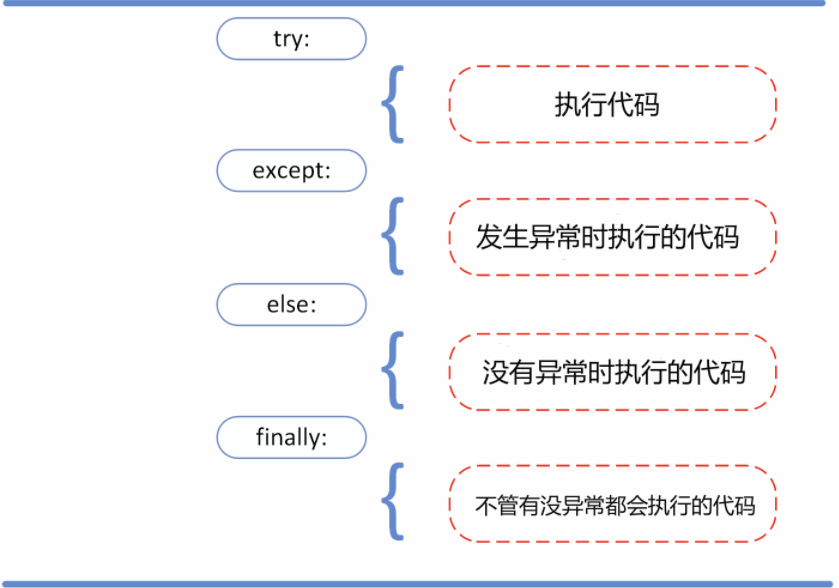 try:
执行代码
except:
发生异常时执行的代码
else:
没有异常时执行的代码
finally:
不管有没异常都会执行的代码